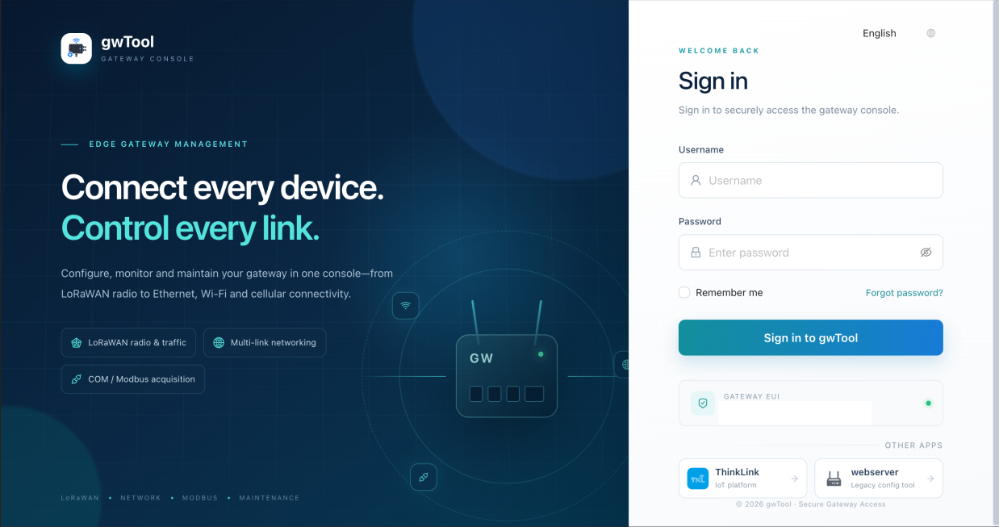 gwTool
GATEWAY CONSOLE
EDGE GATEWAY MANAGEMENT
Connect every device.
Control every link.
Configure, monitor and maintain your gateway in one console—from
LoRaWAN radio to Ethernet, Wi-Fi and cellular connectivity.
LoRaWAN radio & traffic
Multi-link networking
COM / Modbus acquisition
GW
LoRaWAN • NETWORK • MODBUS • MAINTENANCE
English
WELCOME BACK
Sign in
Sign in to securely access the gateway console.
Username
Username
Password
Enter password
Remember me
Forgot password?
Sign in to gwTool
GATEWAY EUI
OTHER APPS
TKL
ThinkLink
IoT platform
webserver
Legacy config tool
© 2026 gwTool · Secure Gateway Access